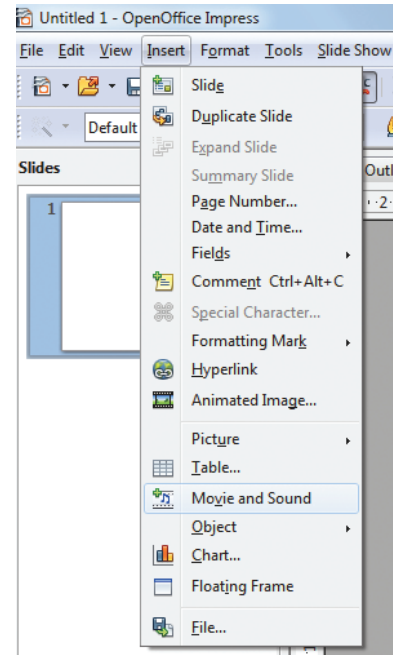 Untitled 1 - OpenOffice Impress
File Edit View Insert Format Tools Slide Show
Default
Slides
Outl
1
2
Slide
Duplicate Slide
Expand Slide
Summary Slide
Page Number...
Date and Time...
Fields
Comment Ctrl+Alt+C
Special Character...
Formatting Mark
Hyperlink
Animated Image...
Picture
Table...
Movie and Sound
Object
Chart...
Floating Frame
File...